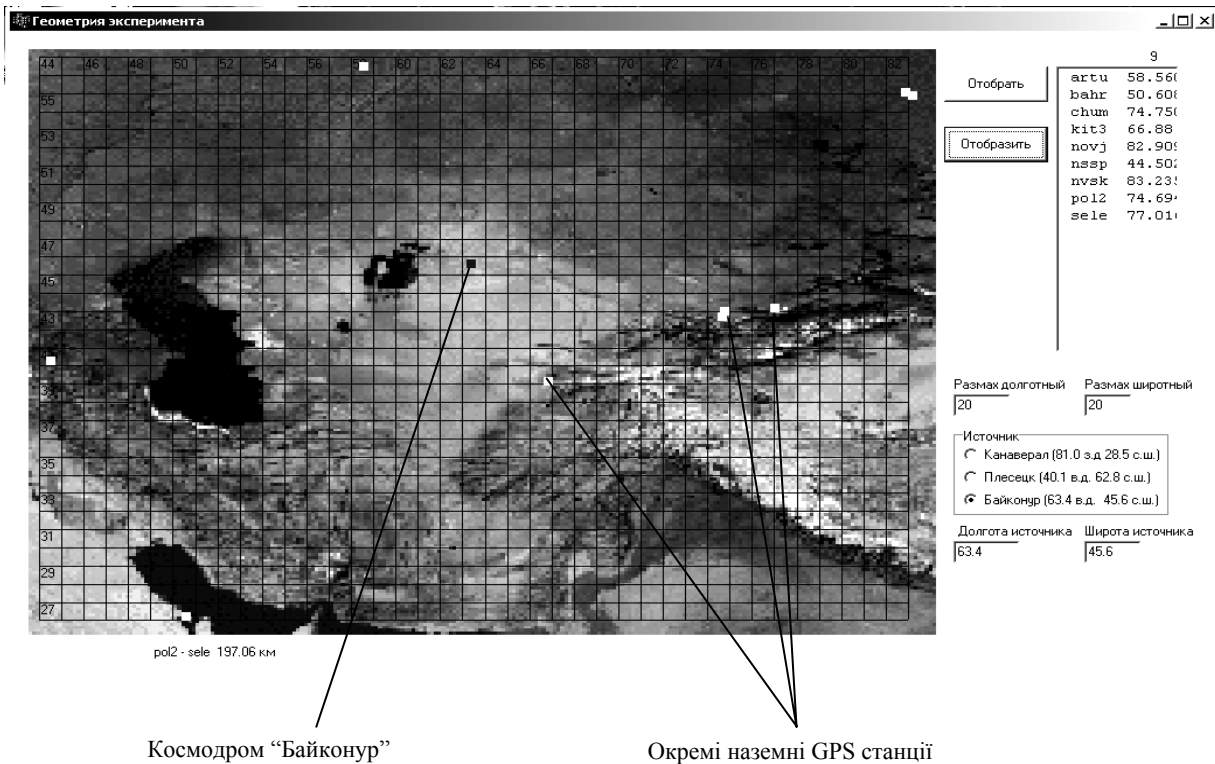 Геометрия эксперимента
44 46 48 50 52 54 56 58 60 62 64 66 68 70 72 74 76 78 80 82
55
53
51
49
47
45
43
39
37
35
33
31
29
27
Отобрать
Отобразить
9
artu 58.560
bahr 50.608
chum 74.750
kit3 66.88
novj 82.909
nssp 44.502
nvsk 83.235
pol2 74.694
sele 77.016
Размах долготный Размах широтный
20 20
Источник
Канаверал (81.0 з.д 28.5 с.ш.)
Плесецк (40.1 в.д. 62.8 с.ш.)
Байконур (63.4 в.д. 45.6 с.ш.)
Долгота источника Широта источника
63.4 45.6
pol2 - sele 197.06 км
Космодром “Байконур”
Окремі наземні GPS станції